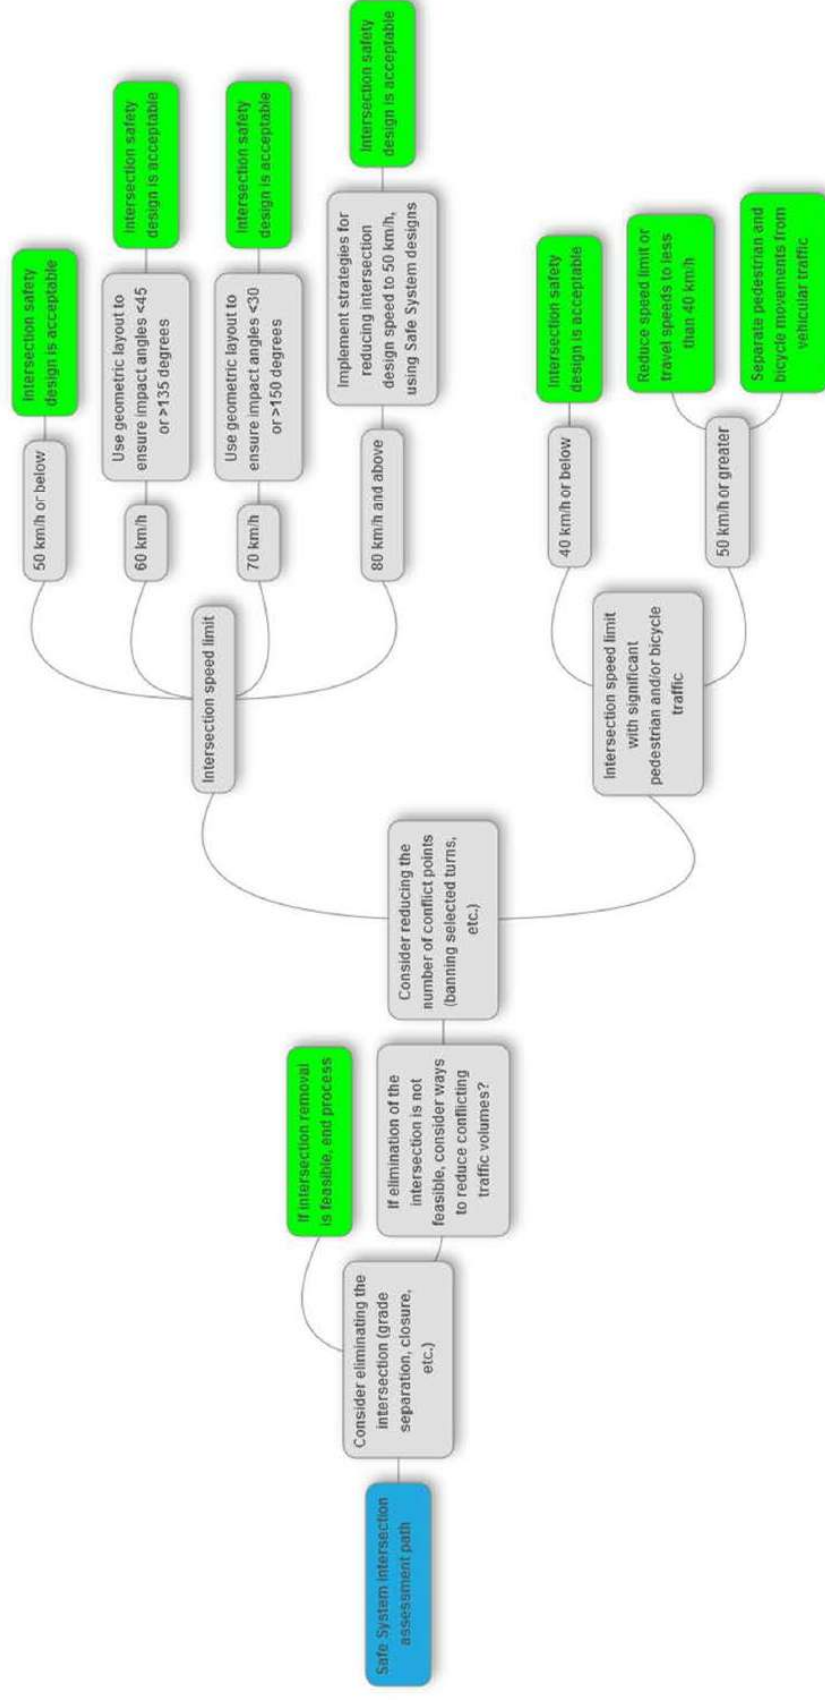 Safe System intersection
assessment path
Consider eliminating the
intersection (grade
separation, closure,
etc.)
If intersection removal
is feasible, end process
If elimination of the
intersection is not
feasible, consider ways
to reduce conflicting
traffic volumes?
Consider reducing the
number of conflict points
(banning selected turns,
etc.)
Intersection speed limit
50 km/h or below
Intersection safety
design is acceptable
60 km/h
Use geometric layout to
ensure impact angles <45
or >135 degrees
Intersection safety
design is acceptable
70 km/h
Use geometric layout to
ensure impact angles <30
or >150 degrees
Intersection safety
design is acceptable
80 km/h and above
Implement strategies for
reducing intersection
design speed to 50 km/h,
using Safe System designs
Intersection safety
design is acceptable
Intersection speed limit
with significant
pedestrian and/or bicycle
traffic
40 km/h or below
Intersection safety
design is acceptable
50 km/h or greater
Reduce speed limit or
travel speeds to less
than 40 km/h
Separate pedestrian and
bicycle movements from
vehicular traffic